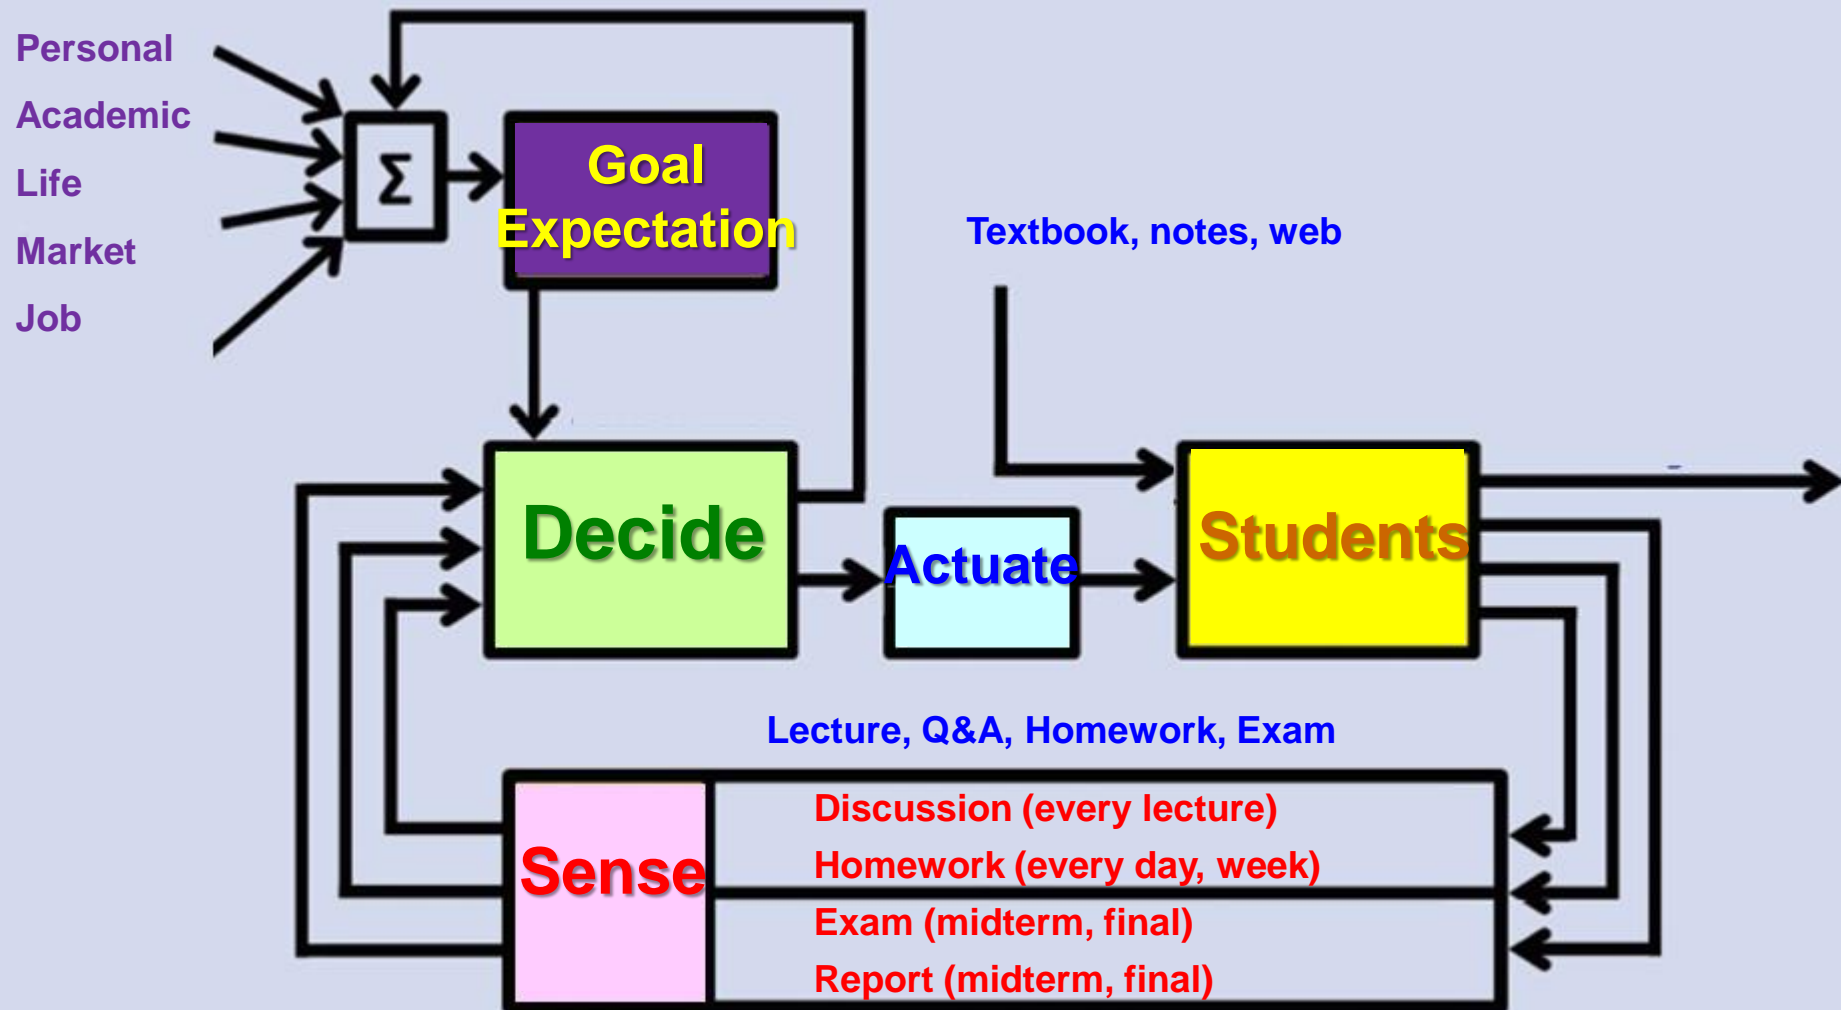 Personal
Academic
Life
Market
Job
Σ
Goal
Expectation
Textbook, notes, web
Decide
Actuate
Students
Lecture, Q&A, Homework, Exam
Sense
Discussion (every lecture)
Homework (every day, week)
Exam (midterm, final)
Report (midterm, final)